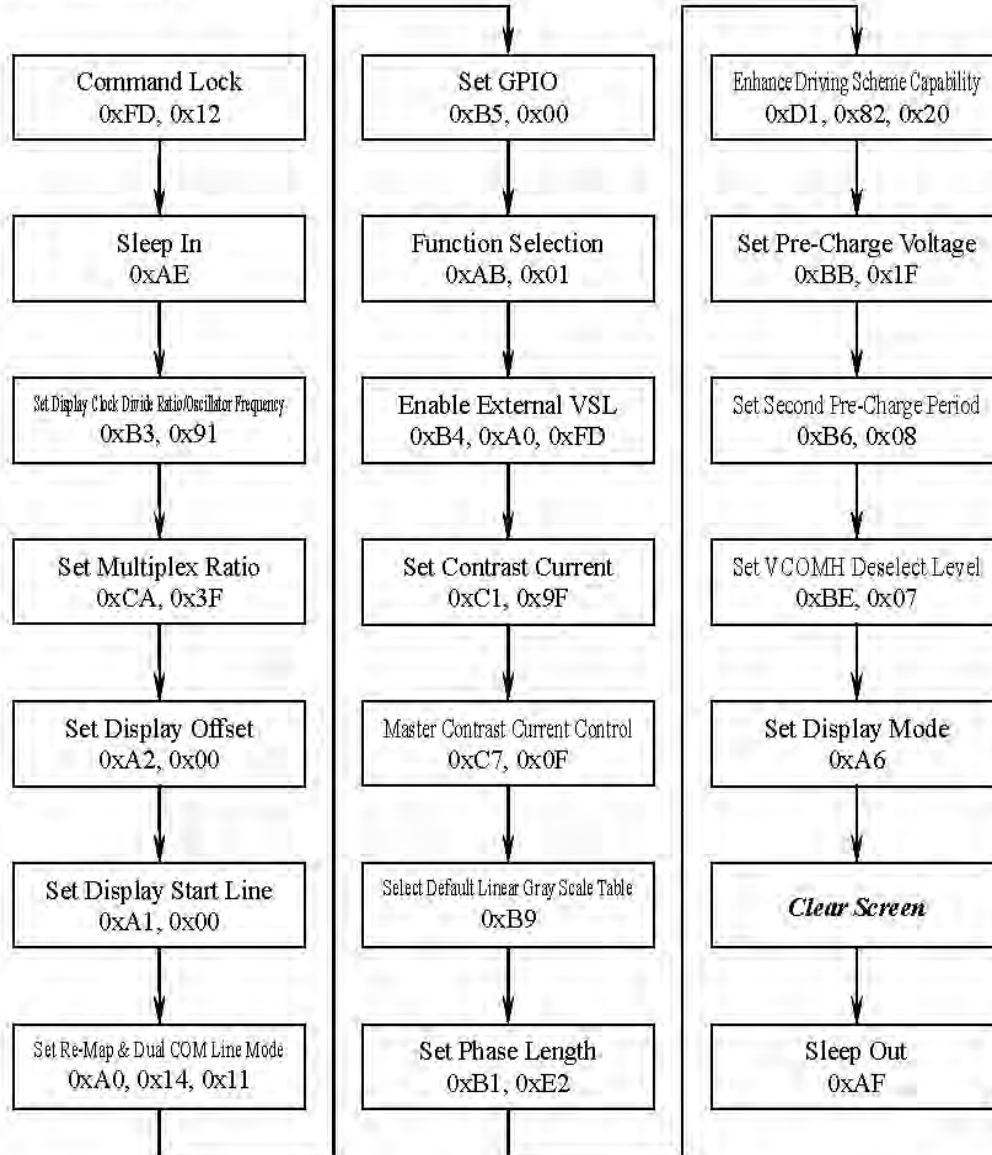 Command Lock
0xFD, 0x12
Sleep In
0xAE
Set Display Clock Divide Ratio/Oscillator Frequency
0xB3, 0x91
Set Multiplex Ratio
0xCA, 0x3F
Set Display Offset
0xA2, 0x00
Set Display Start Line
0xA1, 0x00
Set Re-Map & Dual COM Line Mode
0xA0, 0x14, 0x11
Set GPIO
0xB5, 0x00
Function Selection
0xAB, 0x01
Enable External VSL
0xB4, 0xA0, 0xFD
Set Contrast Current
0xC1, 0x9F
Master Contrast Current Control
0xC7, 0x0F
Select Default Linear Gray Scale Table
0xB9
Set Phase Length
0xB1, 0xE2
Enhance Driving Scheme Capability
0xD1, 0x82, 0x20
Set Pre-Charge Voltage
0xBB, 0x1F
Set Second Pre-Charge Period
0xB6, 0x08
Set VCOMH Deselect Level
0xBE, 0x07
Set Display Mode
0xA6
Clear Screen
Sleep Out
0xAF